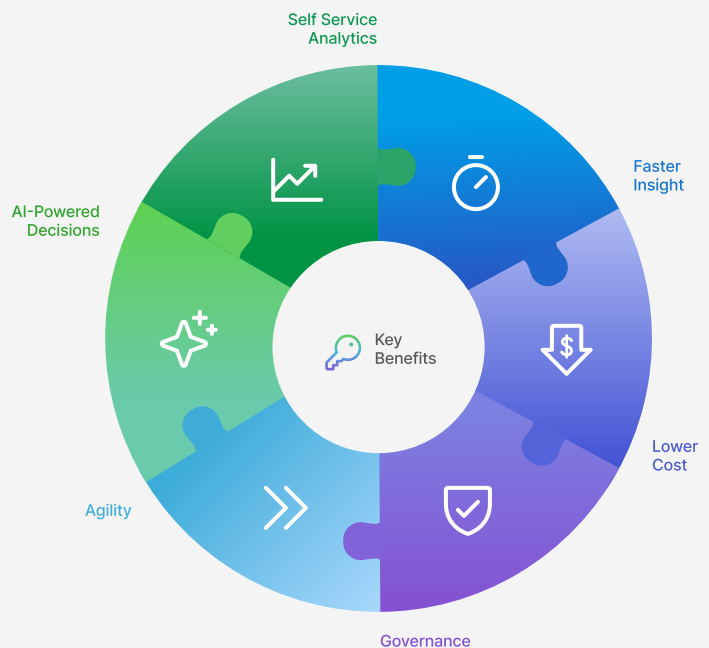 Self Service
Analytics
Faster
Insight
AI-Powered
Decisions
$
Key
Benefits
Lower
Cost
Agility
Governance